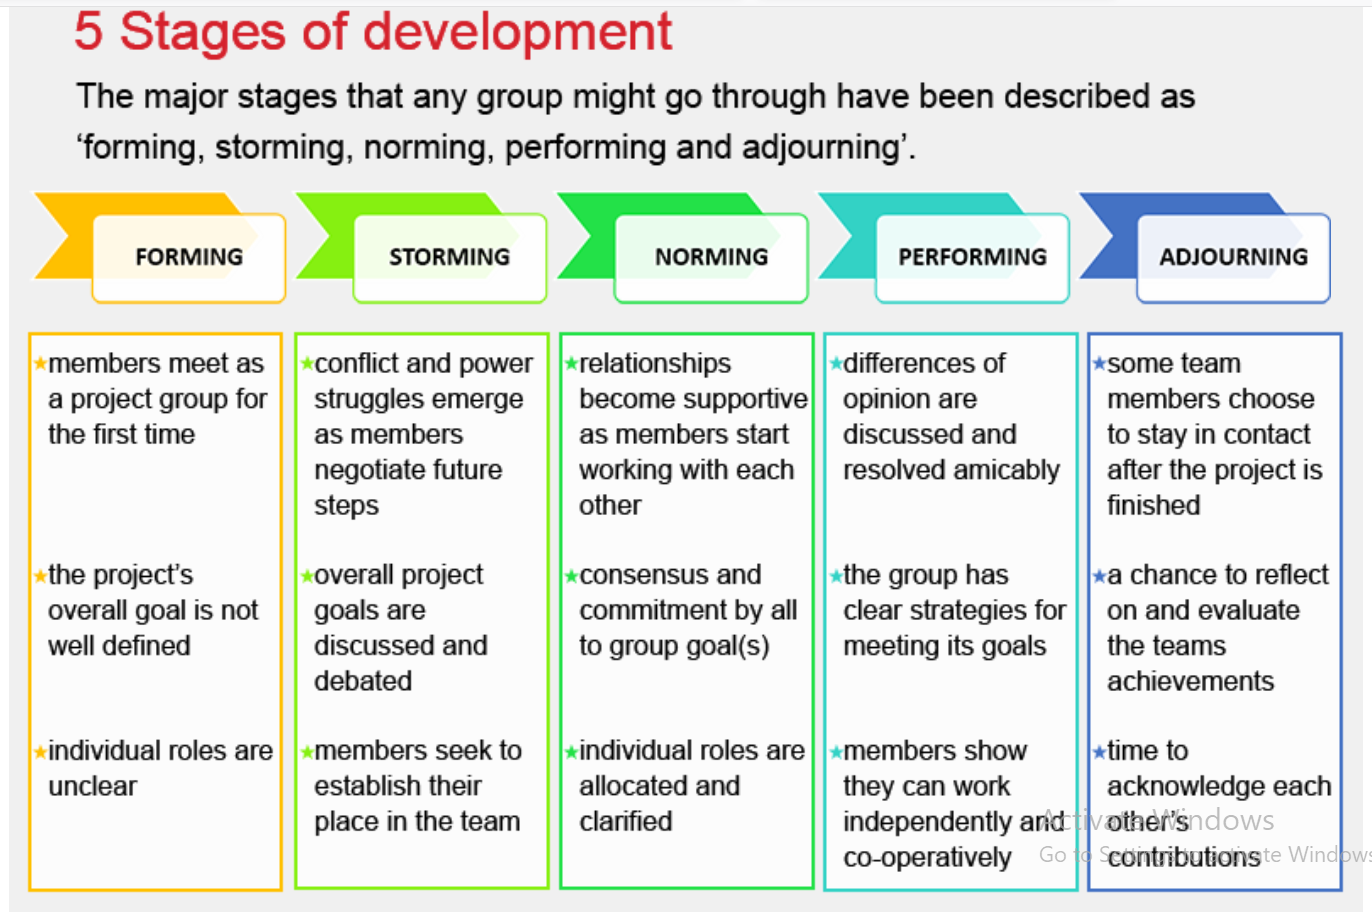 5 Stages of development
The major stages that any group might go through have been described as
‘forming, storming, norming, performing and adjourning’.
FORMING
STORMING
NORMING
PERFORMING
ADJOURNING
members meet as
a project group for
the first time
the project’s
overall goal is not
well defined
individual roles are
unclear
conflict and power
struggles emerge
as members
negotiate future
steps
overall project
goals are
discussed and
debated
members seek to
establish their
place in the team
relationships
become supportive
as members start
working with each
other
consensus and
commitment by all
to group goal(s)
individual roles are
allocated and
clarified
differences of
opinion are
discussed and
resolved amicably
the group has
clear strategies for
meeting its goals
members show
they can work
independently and
co-operatively
some team
members choose
to stay in contact
after the project is
finished
a chance to reflect
on and evaluate
the teams
achievements
time to
acknowledge each
other’s
contributions
Activate Windows
Go to Settings to activate Windows